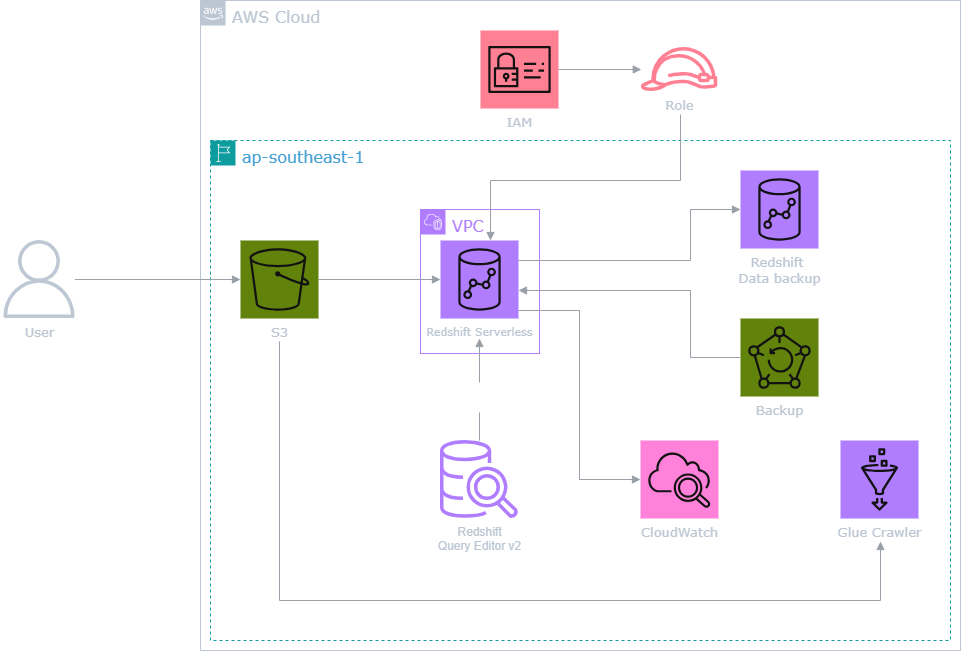 aws
AWS Cloud
IAM
Role
ap-southeast-1
VPC
Redshift
Data backup
User
S3
Redshift Serverless
Backup
Redshift
Query Editor v2
CloudWatch
Glue Crawler